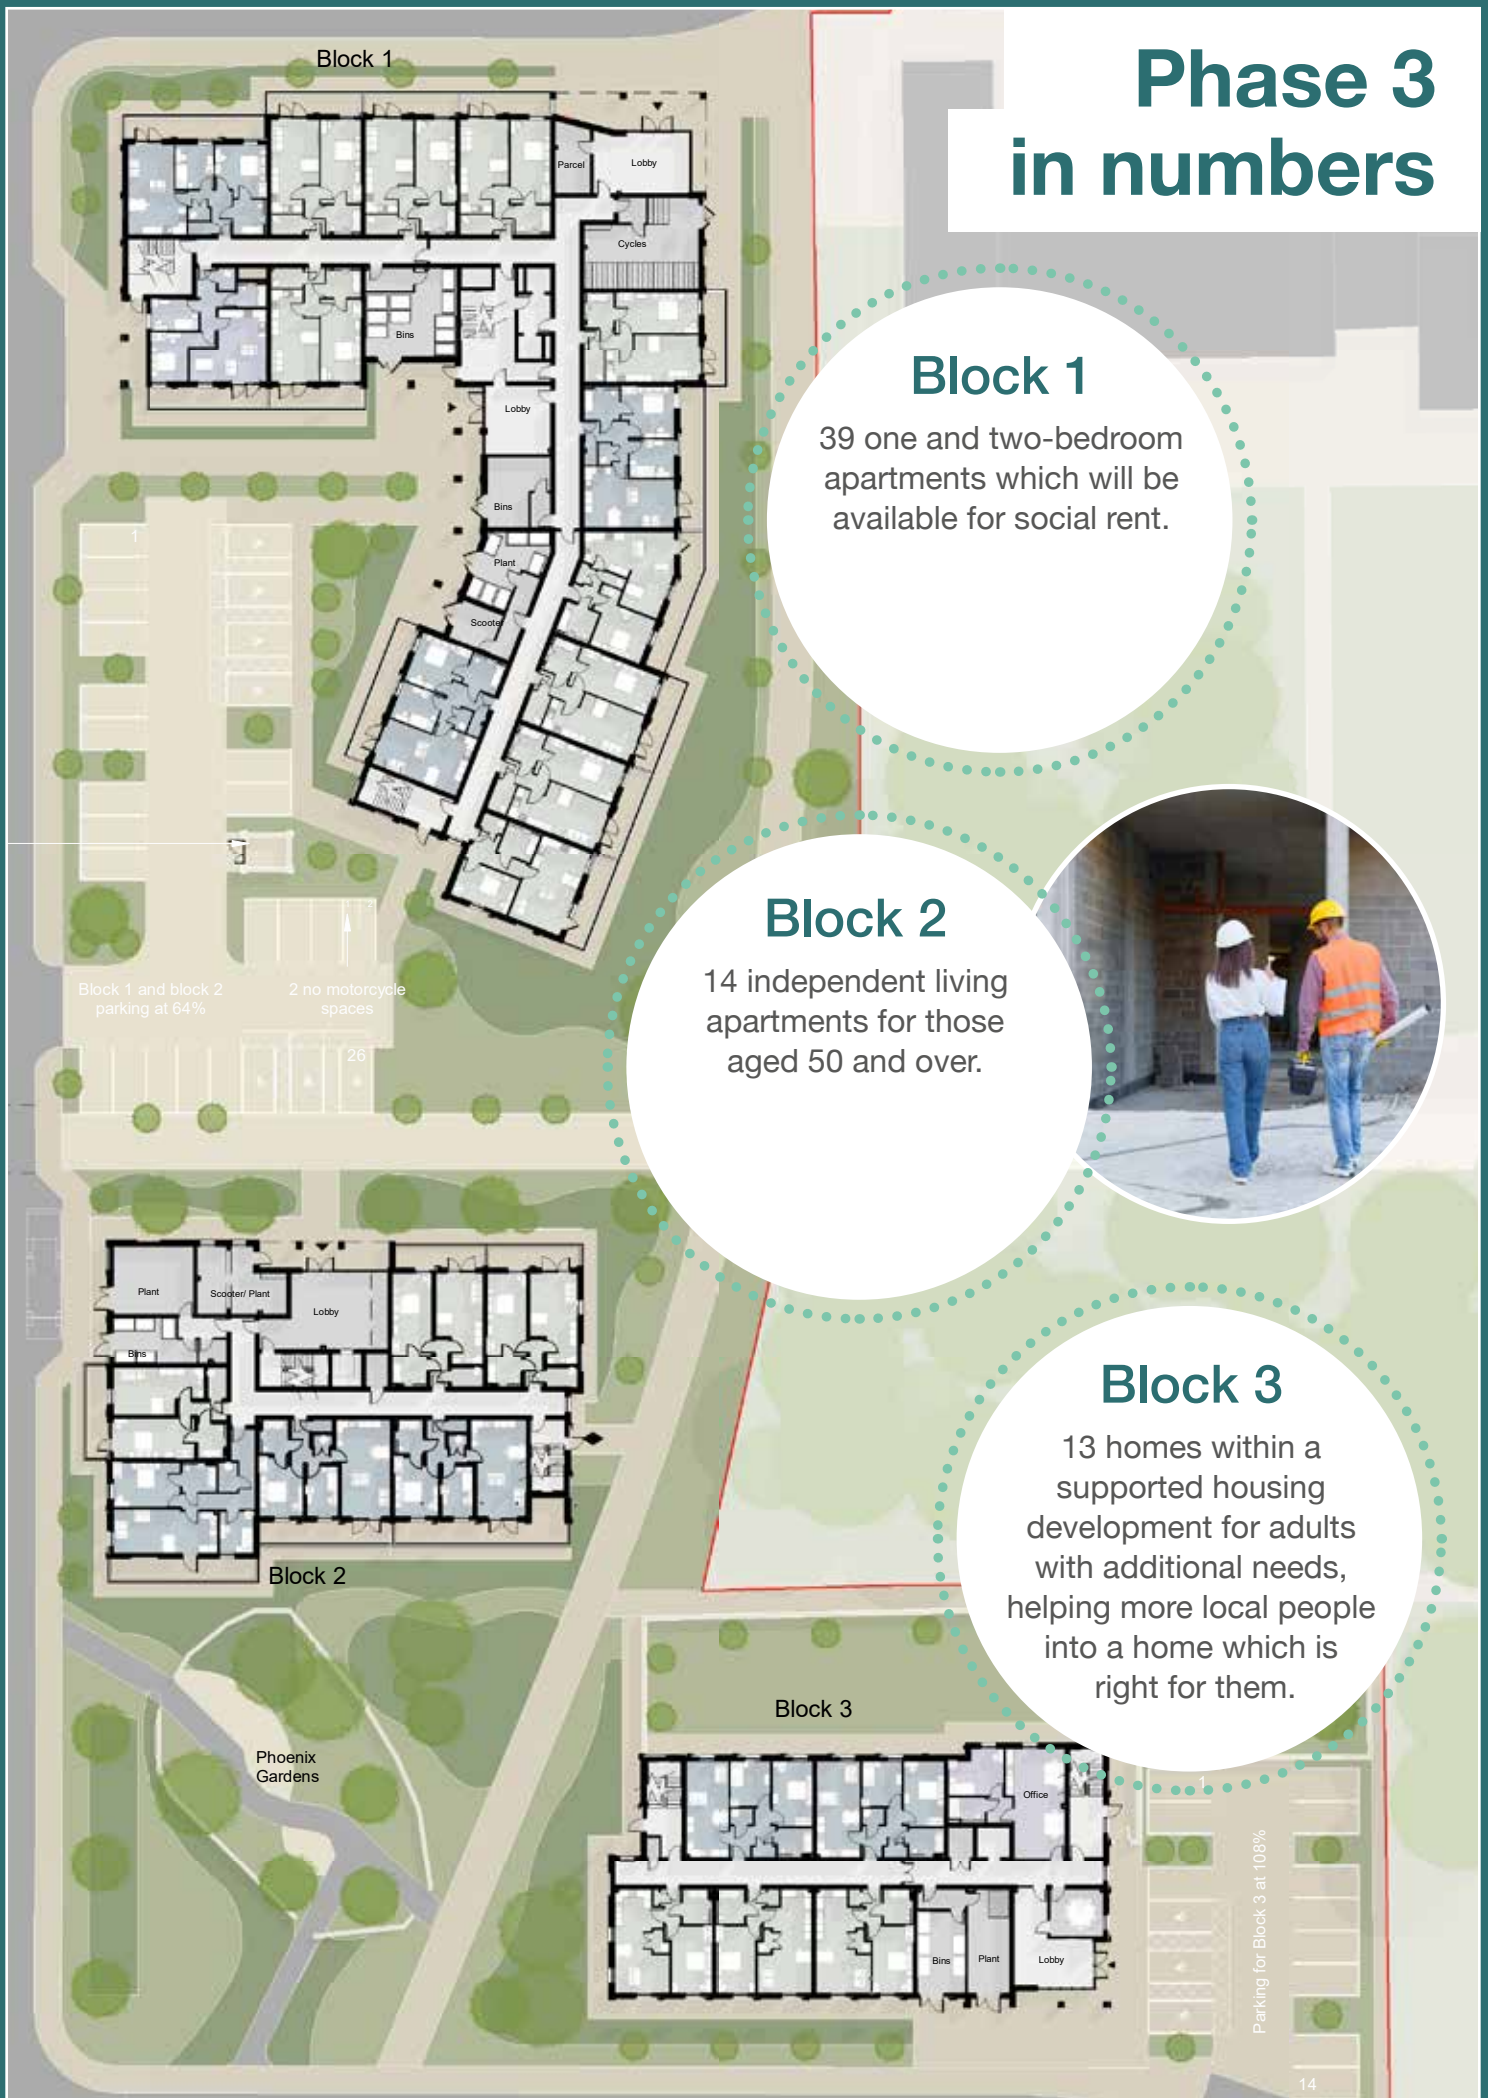 Phase 3
in numbers
Block 1
Parcel
Lobby
Cycles
Bins
Lobby
Bins
Plant
Scooter
1
Block 1
39 one and two-bedroom
apartments which will be
available for social rent.
Block 1 and block 2
parking at 64%
2 no motorcycle
spaces
26
Block 2
14 independent living
apartments for those
aged 50 and over.
Plant
Scooter/ Plant
Lobby
Bins
Block 2
Block 3
13 homes within a
supported housing
development for adults
with additional needs,
helping more local people
into a home which is
right for them.
Phoenix
Gardens
Block 3
Office
Bins
Plant
Lobby
1
Parking for Block 3 at 108%
14